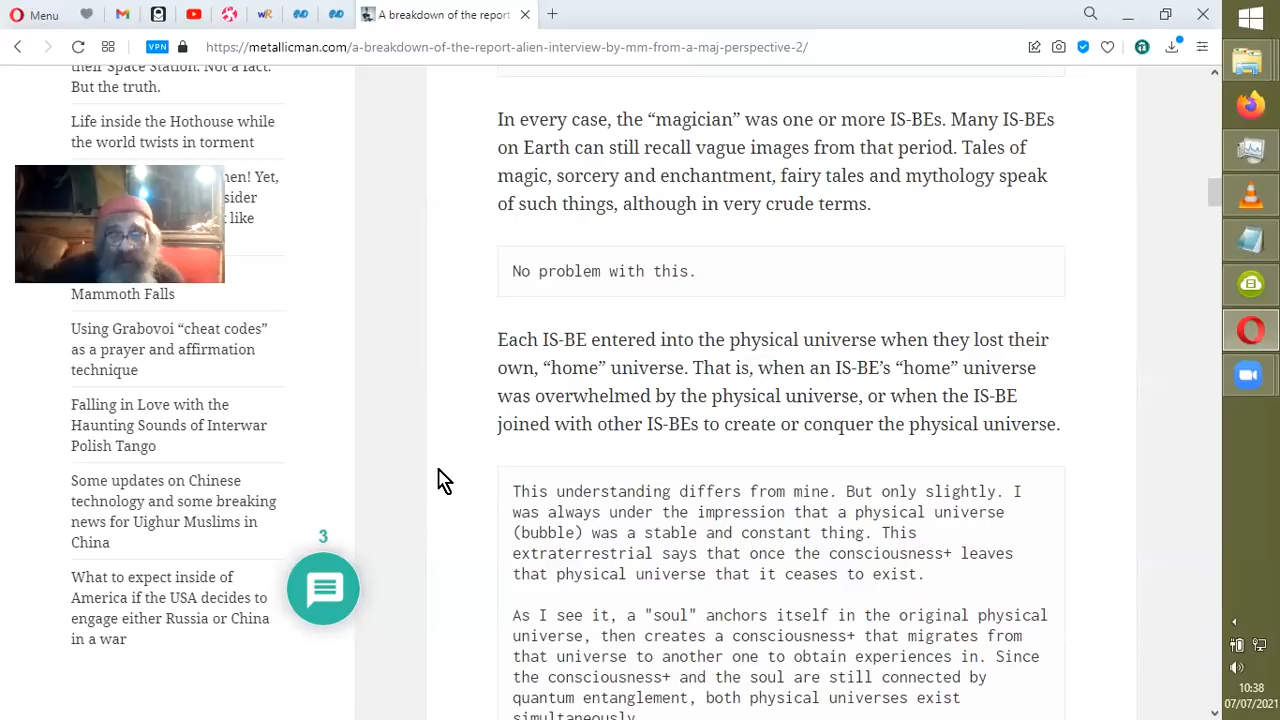 Menu
A breakdown of the report
VPN
https://metallicman.com/a-breakdown-of-the-report-alien-interview-by-mm-from-a-maj-perspective-2/
their Space Station. Not a fact.
But the truth.
Life inside the Hothouse while
the world twists in torment
men! Yet,
sider
like
Mammoth Falls
Using Grabovoi “cheat codes”
as a prayer and affirmation
technique
Falling in Love with the
Haunting Sounds of Interwar
Polish Tango
Some updates on Chinese
technology and some breaking
news for Uighur Muslims in
China
What to expect inside of
America if the USA decides to
engage either Russia or China
in a war
3
In every case, the “magician” was one or more IS-BEs. Many IS-BEs
on Earth can still recall vague images from that period. Tales of
magic, sorcery and enchantment, fairy tales and mythology speak
of such things, although in very crude terms.
No problem with this.
Each IS-BE entered into the physical universe when they lost their
own, “home” universe. That is, when an IS-BE’s “home” universe
was overwhelmed by the physical universe, or when the IS-BE
joined with other IS-BEs to create or conquer the physical universe.
This understanding differs from mine. But only slightly. I
was always under the impression that a physical universe
(bubble) was a stable and constant thing. This
extraterrestrial says that once the consciousness+ leaves
that physical universe that it ceases to exist.
As I see it, a "soul" anchors itself in the original physical
universe, then creates a consciousness+ that migrates from
that universe to another one to obtain experiences in. Since
the consciousness+ and the soul are still connected by
quantum entanglement, both physical universes exist
simultaneously
10:38
07/07/2021